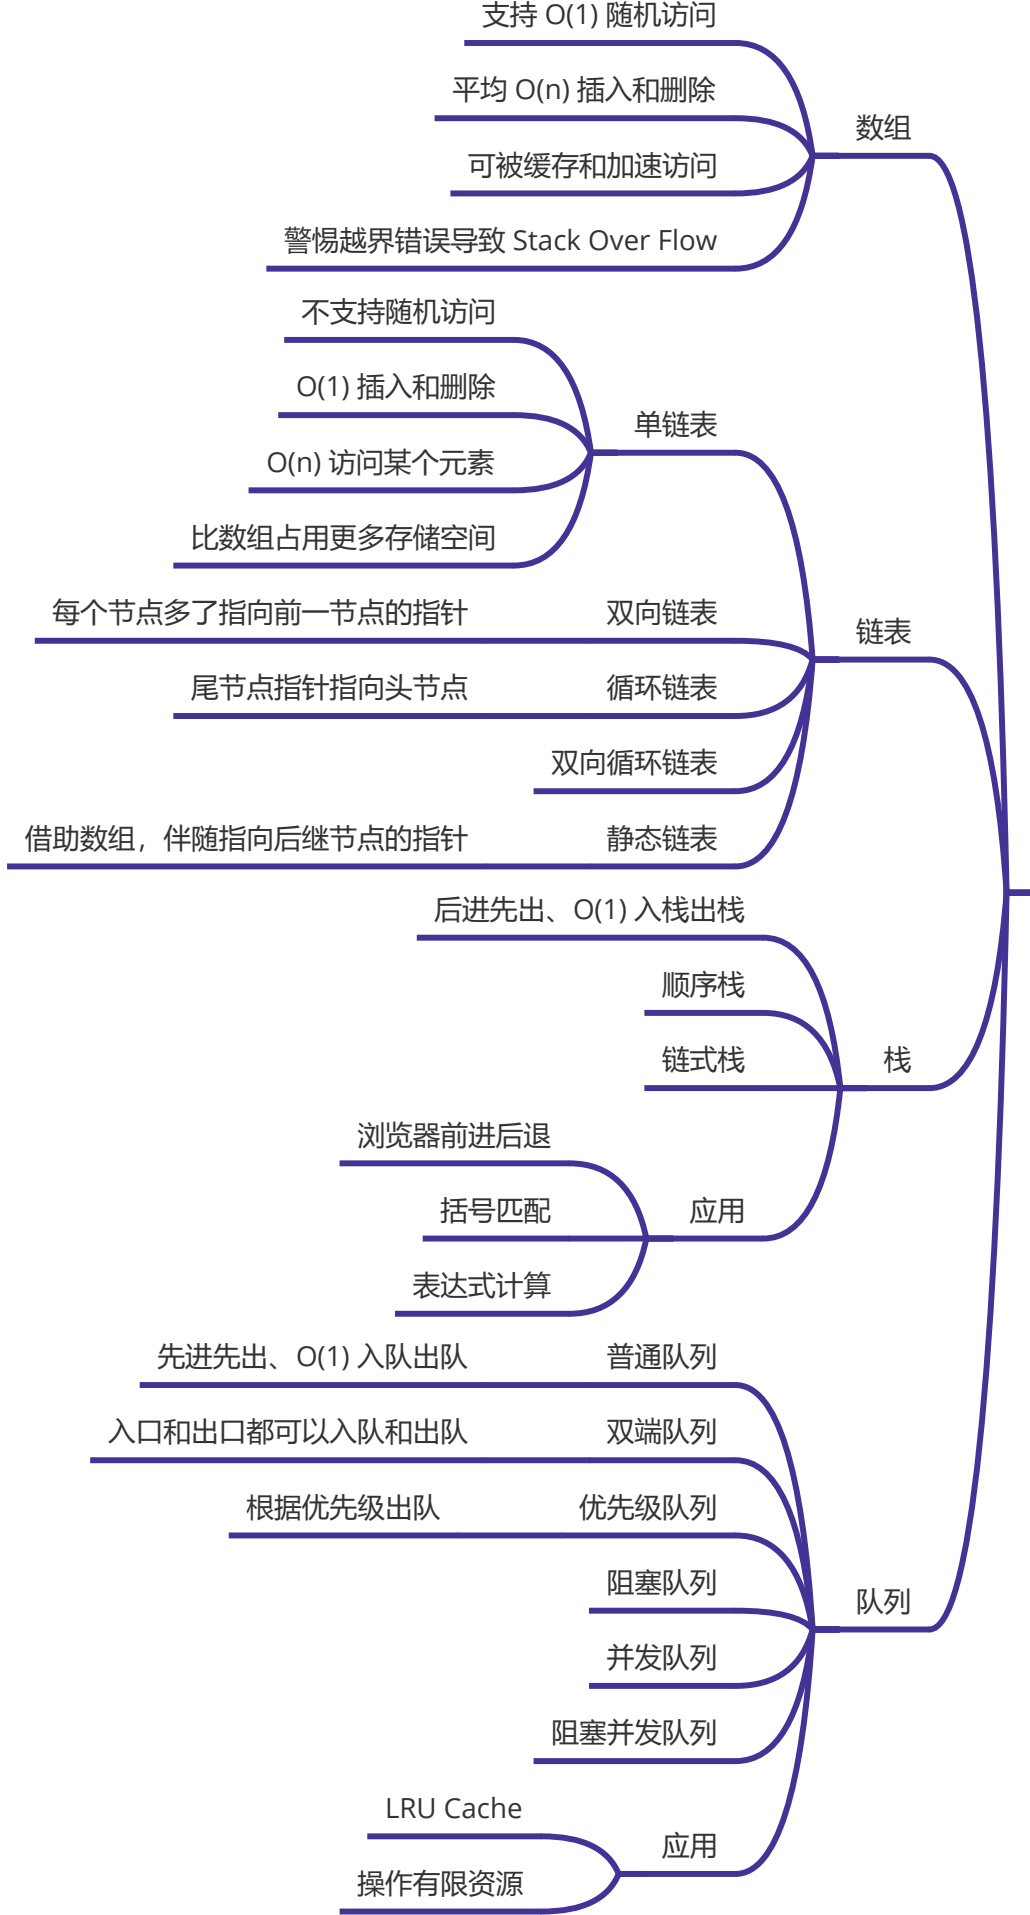 支持 O(1) 随机访问
平均 O(n) 插入和删除
数组
可被缓存和加速访问
警惕越界错误导致 Stack Over Flow
不支持随机访问
O(1) 插入和删除
单链表
O(n) 访问某个元素
比数组占用更多存储空间
每个节点多了指向前一节点的指针 双向链表
链表
尾节点指针指向头节点 循环链表
双向循环链表
借助数组，伴随指向后继节点的指针 静态链表
后进先出、O(1) 入栈出栈
顺序栈
链式栈 栈
浏览器前进后退
括号匹配 应用
表达式计算
先进先出、O(1) 入队出队 普通队列
入口和出口都可以入队和出队 双端队列
根据优先级出队 优先级队列
阻塞队列
队列
并发队列
阻塞并发队列
LRU Cache
应用
操作有限资源